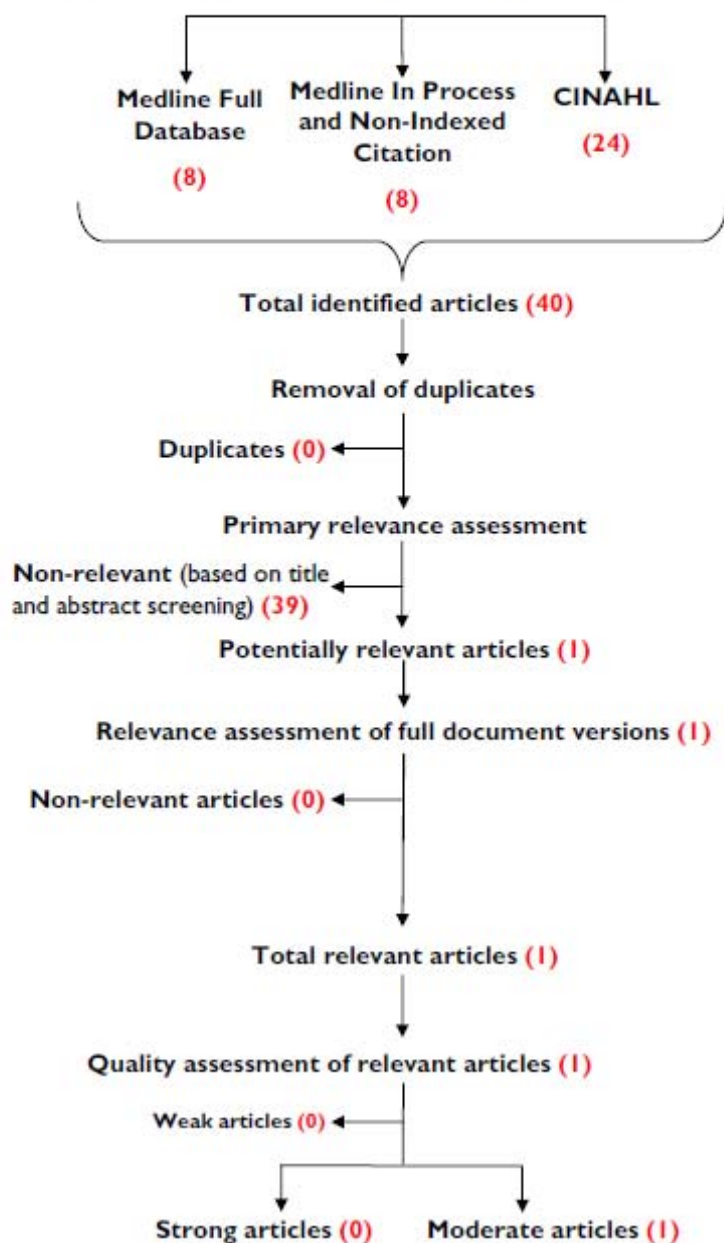 Medline Full
Database
(8)
Medline In Process
and Non-Indexed
Citation
(8)
CINAHL
(24)
Total identified articles (40)
Removal of duplicates
Duplicates (0)
Primary relevance assessment
Non-relevant (based on title
and abstract screening) (39)
Potentially relevant articles (1)
Relevance assessment of full document versions (1)
Non-relevant articles (0)
Total relevant articles (1)
Quality assessment of relevant articles (1)
Weak articles (0)
Strong articles (0)
Moderate articles (1)